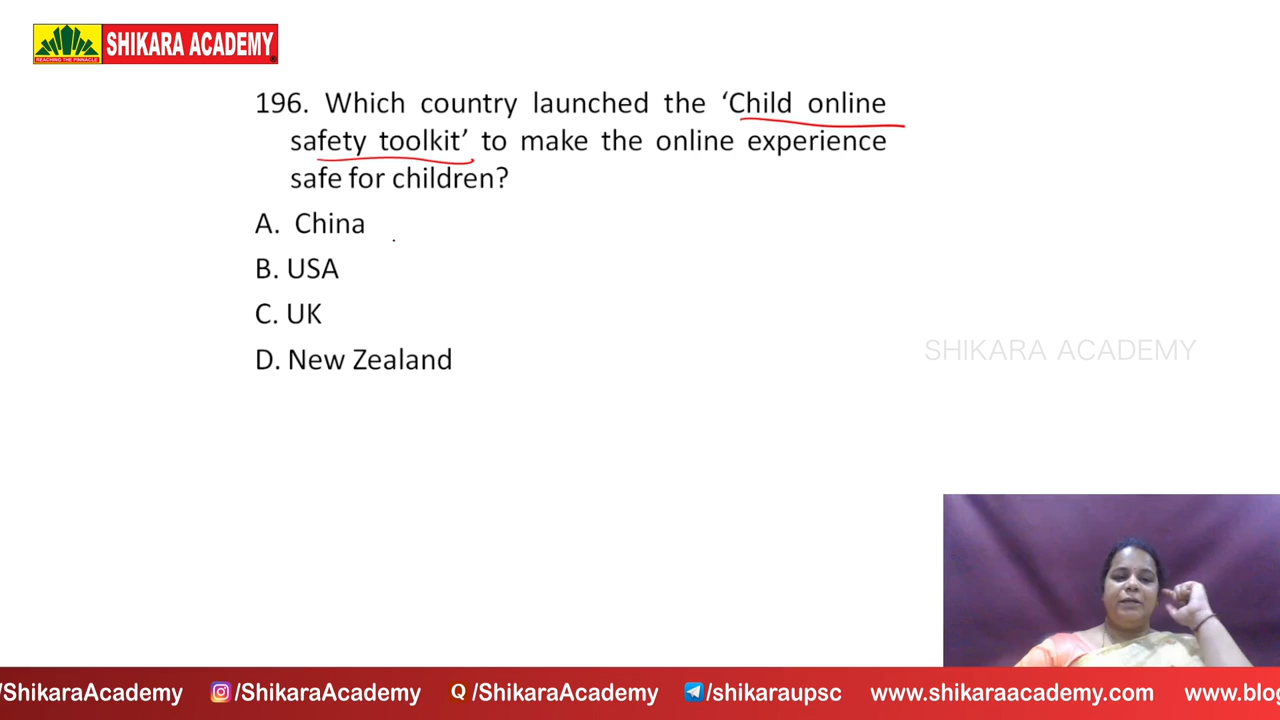 SHIKARA ACADEMY
REACHING THE PINNACLE
196. Which country launched the ‘Child online
safety toolkit’ to make the online experience
safe for children?
A. China
B. USA
C. UK
D. New Zealand
SHIKARA ACADEMY
/ShikaraAcademy /ShikaraAcademy /ShikaraAcademy /shikaraupsc www.shikaraacademy.com www.blog